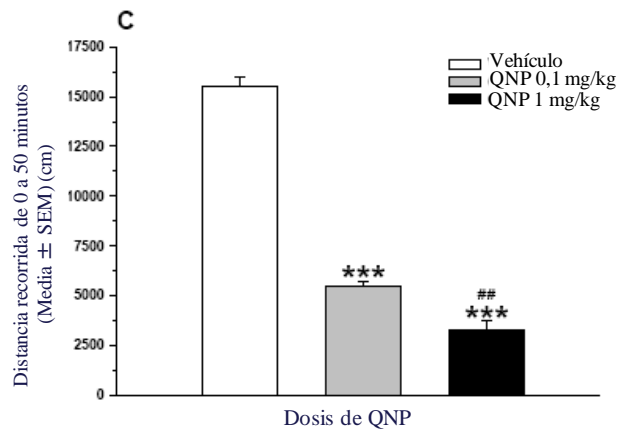 C
Distancia recorrida de 0 a 50 minutos
(Media ± SEM) (cm)
17500
15000
12500
7500
5000
2500
0
Vehículo
QNP 0,1 mg/kg
QNP 1 mg/kg
***
##
***
Dosis de QNP